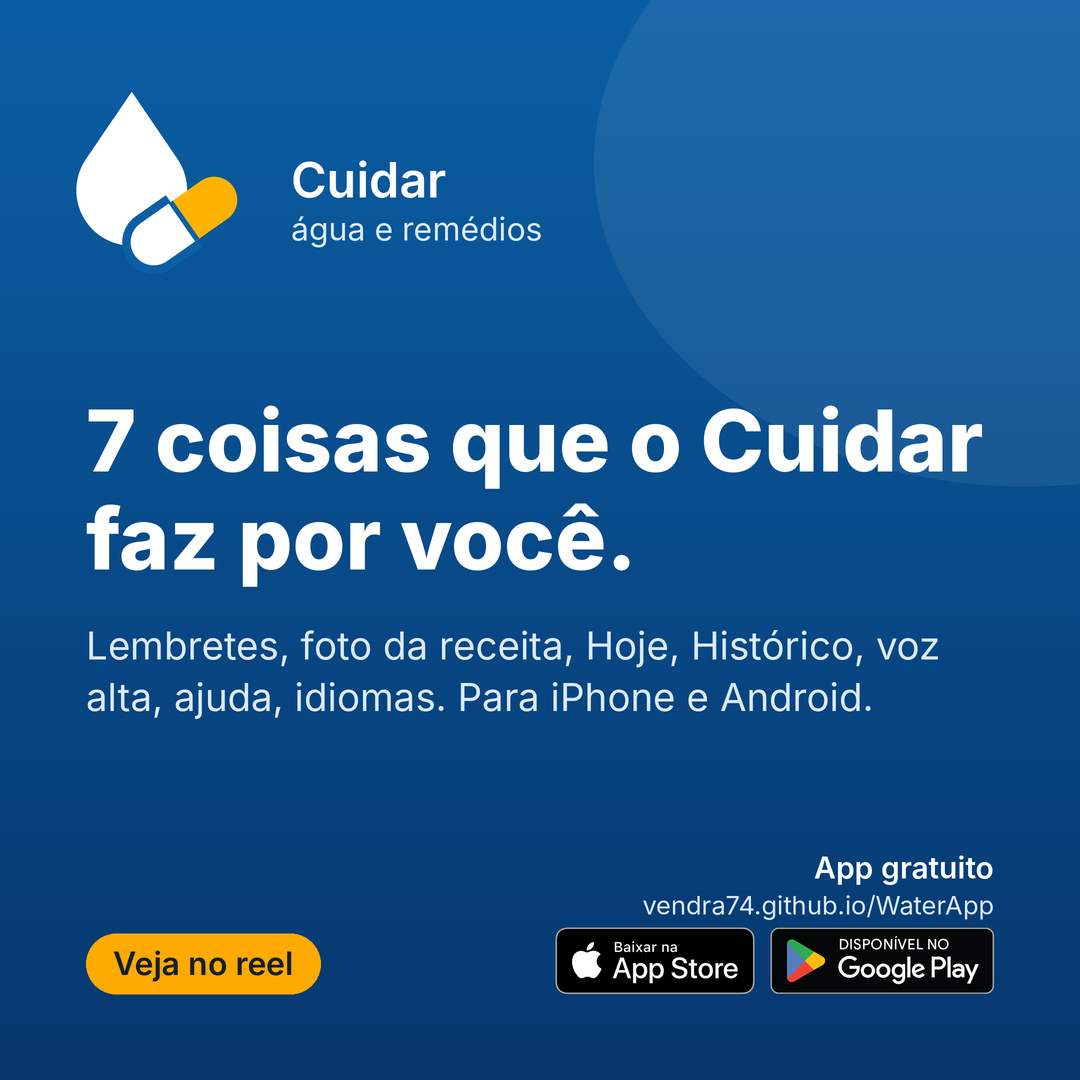 Cuidar
água e remédios
7 coisas que o Cuidar
faz por você.
Lembretes, foto da receita, Hoje, Histórico, voz
alta, ajuda, idiomas. Para iPhone e Android.
App gratuito
vendra74.github.io/WaterApp
Veja no reel
Baixar na
App Store
DISPONÍVEL NO
Google Play